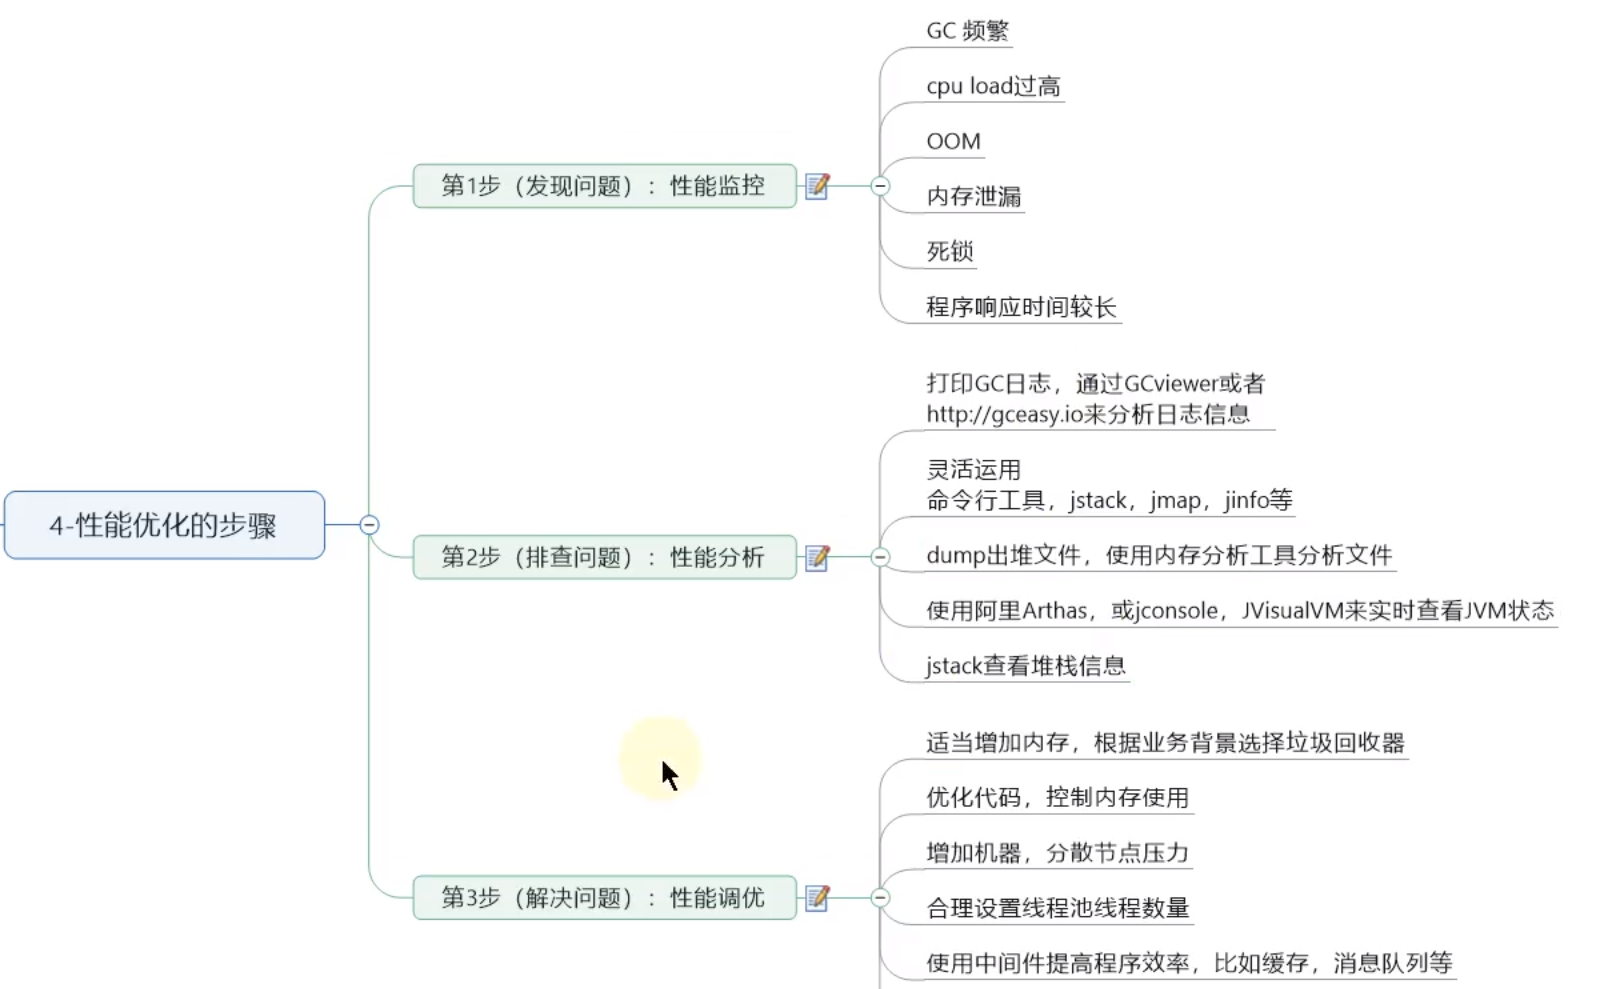 4-性能优化的步骤
第1步（发现问题）：性能监控
GC 频繁
cpu load过高
OOM
内存泄漏
死锁
程序响应时间较长
第2步（排查问题）：性能分析
打印GC日志，通过GCviewer或者
http://gceasy.io来分析日志信息
灵活运用
命令行工具，jstack，jmap，jinfo等
dump出堆文件，使用内存分析工具分析文件
使用阿里Arthas，或jconsole，JVisualVM来实时查看JVM状态
jstack查看堆栈信息
第3步（解决问题）：性能调优
适当增加内存，根据业务背景选择垃圾回收器
优化代码，控制内存使用
增加机器，分散节点压力
合理设置线程池线程数量
使用中间件提高程序效率，比如缓存，消息队列等